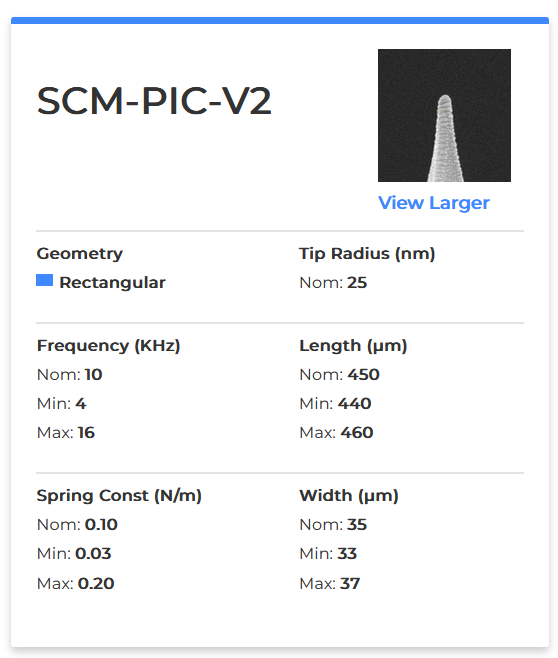 SCM-PIC-V2
View Larger
Geometry
Rectangular
Tip Radius (nm)
Nom: 25
Frequency (KHz)
Nom: 10
Min: 4
Max: 16
Length (μm)
Nom: 450
Min: 440
Max: 460
Spring Const (N/m)
Nom: 0.10
Min: 0.03
Max: 0.20
Width (μm)
Nom: 35
Min: 33
Max: 37